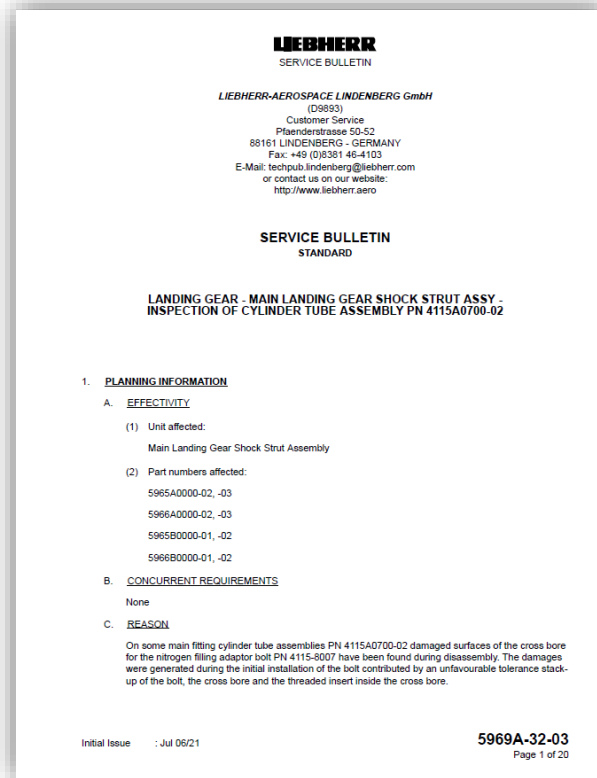 LIEBHERR
SERVICE BULLETIN
LIEBHERR-AEROSPACE LINDENBERG GmbH
(D9893)
Customer Service
Pfaenderstrasse 50-52
88161 LINDENBERG - GERMANY
Fax: +49 (0)8381 46-4103
E-Mail: techpub.lindenberg@liebherr.com
or contact us on our website:
http://www.liebherr.aero
SERVICE BULLETIN
STANDARD
LANDING GEAR - MAIN LANDING GEAR SHOCK STRUT ASSY -
INSPECTION OF CYLINDER TUBE ASSEMBLY PN 4115A0700-02
1. PLANNING INFORMATION
A. EFFECTIVITY
(1) Unit affected:
Main Landing Gear Shock Strut Assembly
(2) Part numbers affected:
5965A0000-02, -03
5966A0000-02, -03
5965B0000-01, -02
5966B0000-01, -02
B. CONCURRENT REQUIREMENTS
None
C. REASON
On some main fitting cylinder tube assemblies PN 4115A0700-02 damaged surfaces of the cross bore
for the nitrogen filling adaptor bolt PN 4115-8007 have been found during disassembly. The damages
were generated during the initial installation of the bolt contributed by an unfavourable tolerance stack-
up of the bolt, the cross bore and the threaded insert inside the cross bore.
Initial Issue : Jul 06/21
5969A-32-03
Page 1 of 20